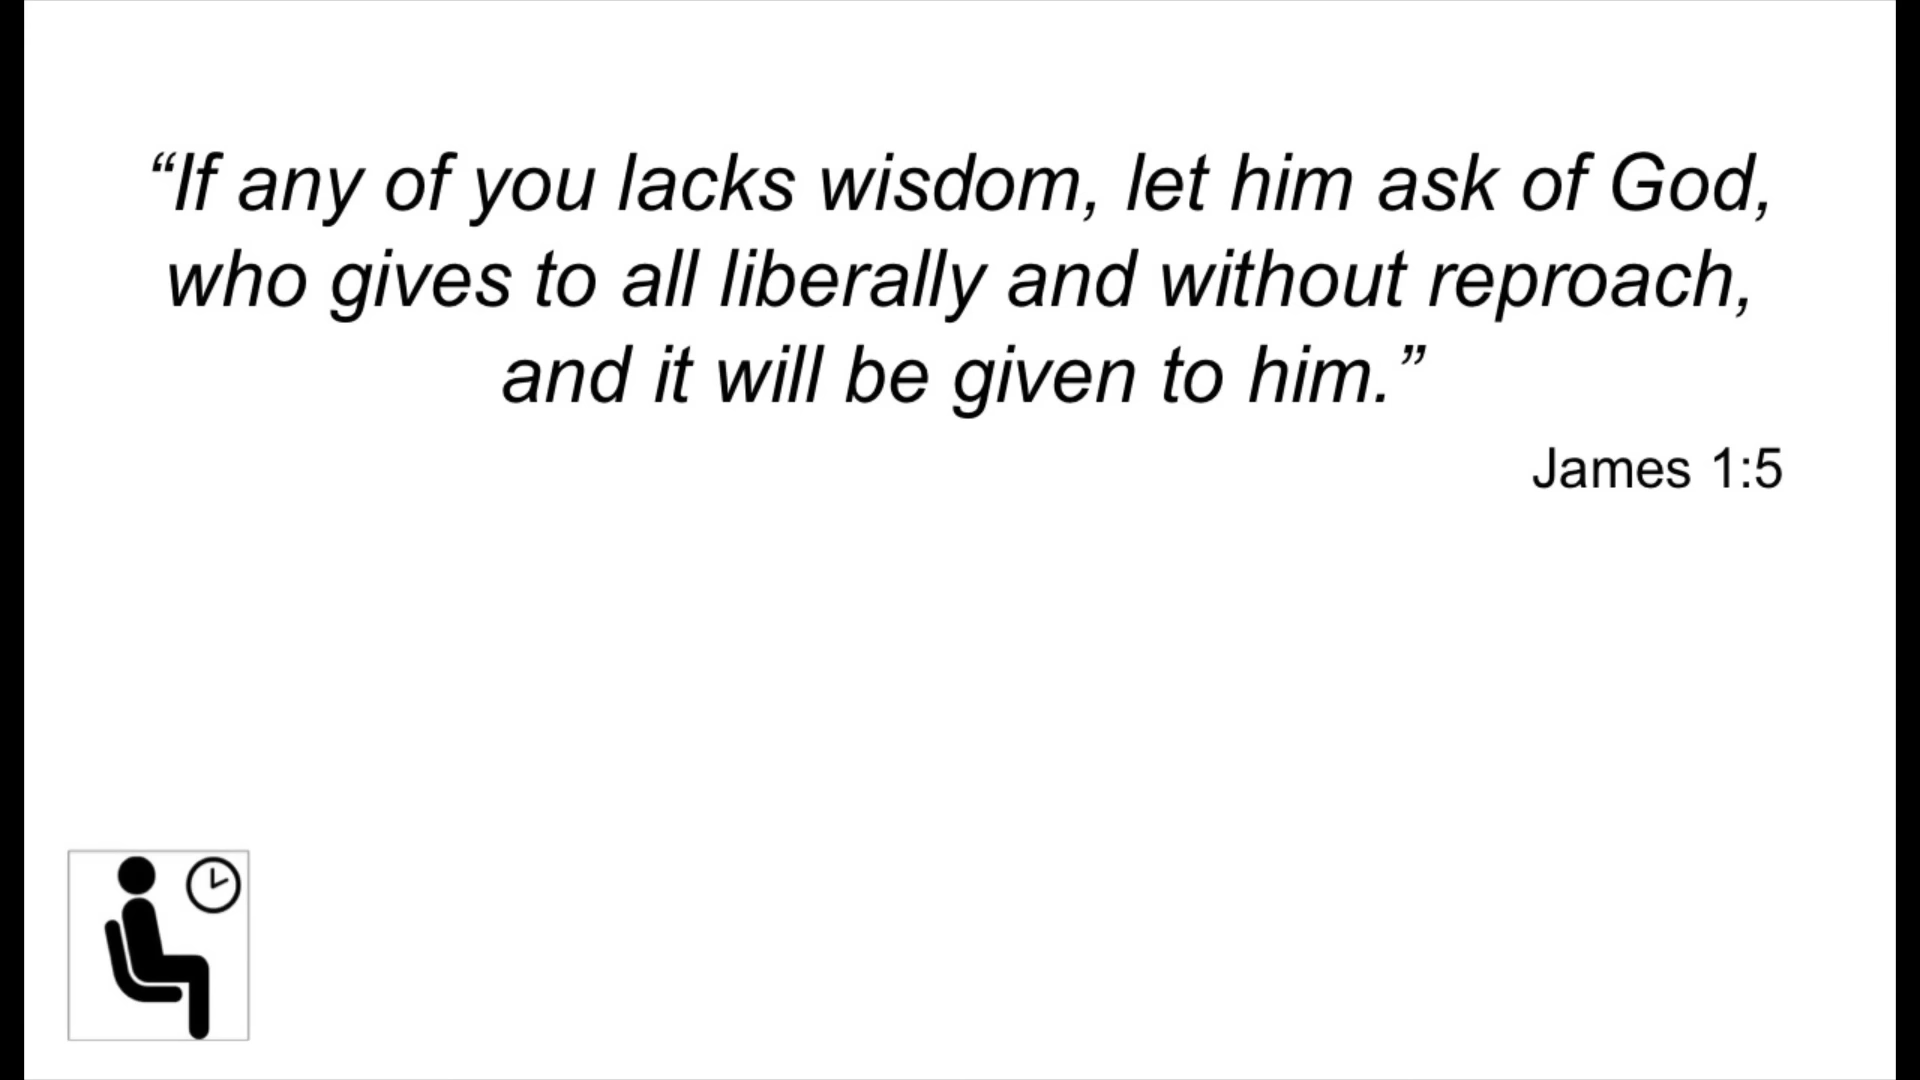 “If any of you lacks wisdom, let him ask of God,
who gives to all liberally and without reproach,
and it will be given to him.”
James 1:5